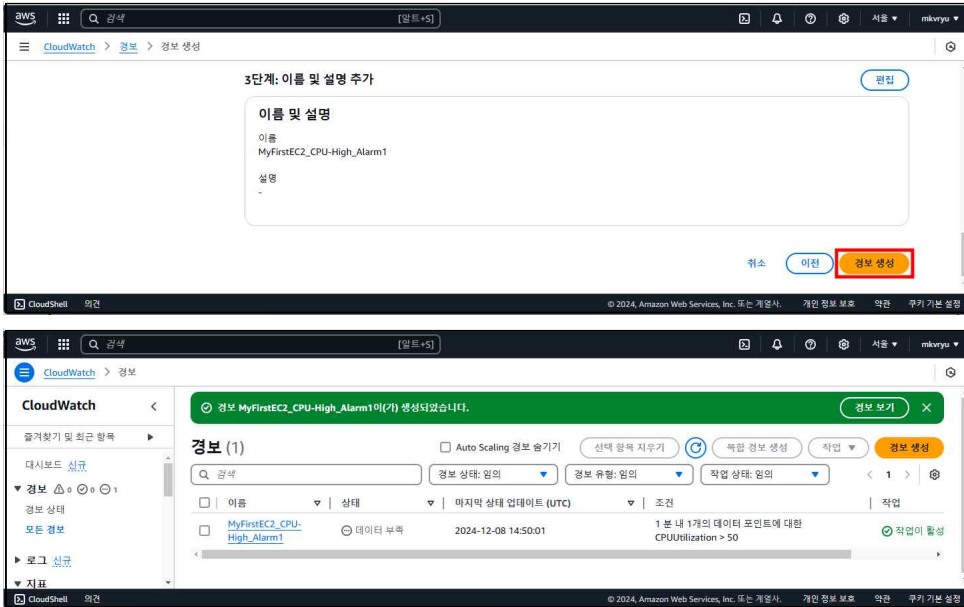 aws
검색
[알트+S]
서울 ▼
mkvryu ▼
CloudWatch > 경보 > 경보 생성
3단계: 이름 및 설명 추가
편집
이름 및 설명
이름
MyFirstEC2_CPU-High_Alarm1
설명
-
취소
이전
경보 생성
CloudShell 의견
© 2024, Amazon Web Services, Inc. 또는 계열사. 개인 정보 보호 약관 쿠키 기본 설정
aws
검색
[알트+S]
서울 ▼
mkvryu ▼
CloudWatch > 경보
CloudWatch
즐겨찾기 및 최근 항목
대시보드 신규
경보 0 0 1
경보 상태
모든 경보
로그 신규
지표
경보 MyFirstEC2_CPU-High_Alarm1이(가) 생성되었습니다.
경보 보기
경보 (1)
Auto Scaling 경보 숨기기
선택 항목 지우기
복합 경보 생성
작업 ▼
경보 생성
검색
경보 상태: 임의
경보 유형: 임의
작업 상태: 임의
< 1 >
이름 상태 마지막 상태 업데이트 (UTC) 조건 작업
MyFirstEC2_CPU-
High_Alarm1
데이터 부족
2024-12-08 14:50:01
1 분 내 1개의 데이터 포인트에 대한
CPUUtilization > 50
작업이 활성
CloudShell 의견
© 2024, Amazon Web Services, Inc. 또는 계열사. 개인 정보 보호 약관 쿠키 기본 설정